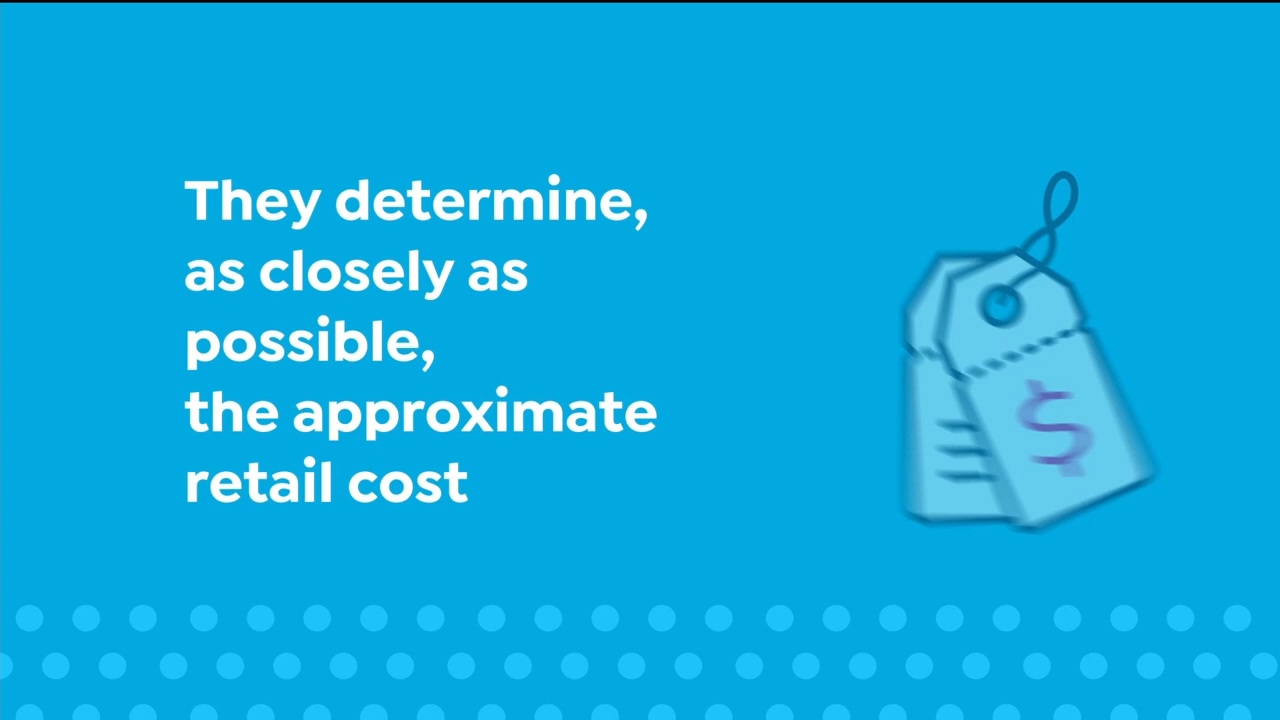 They determine,
as closely as
possible,
the approximate
retail cost
$